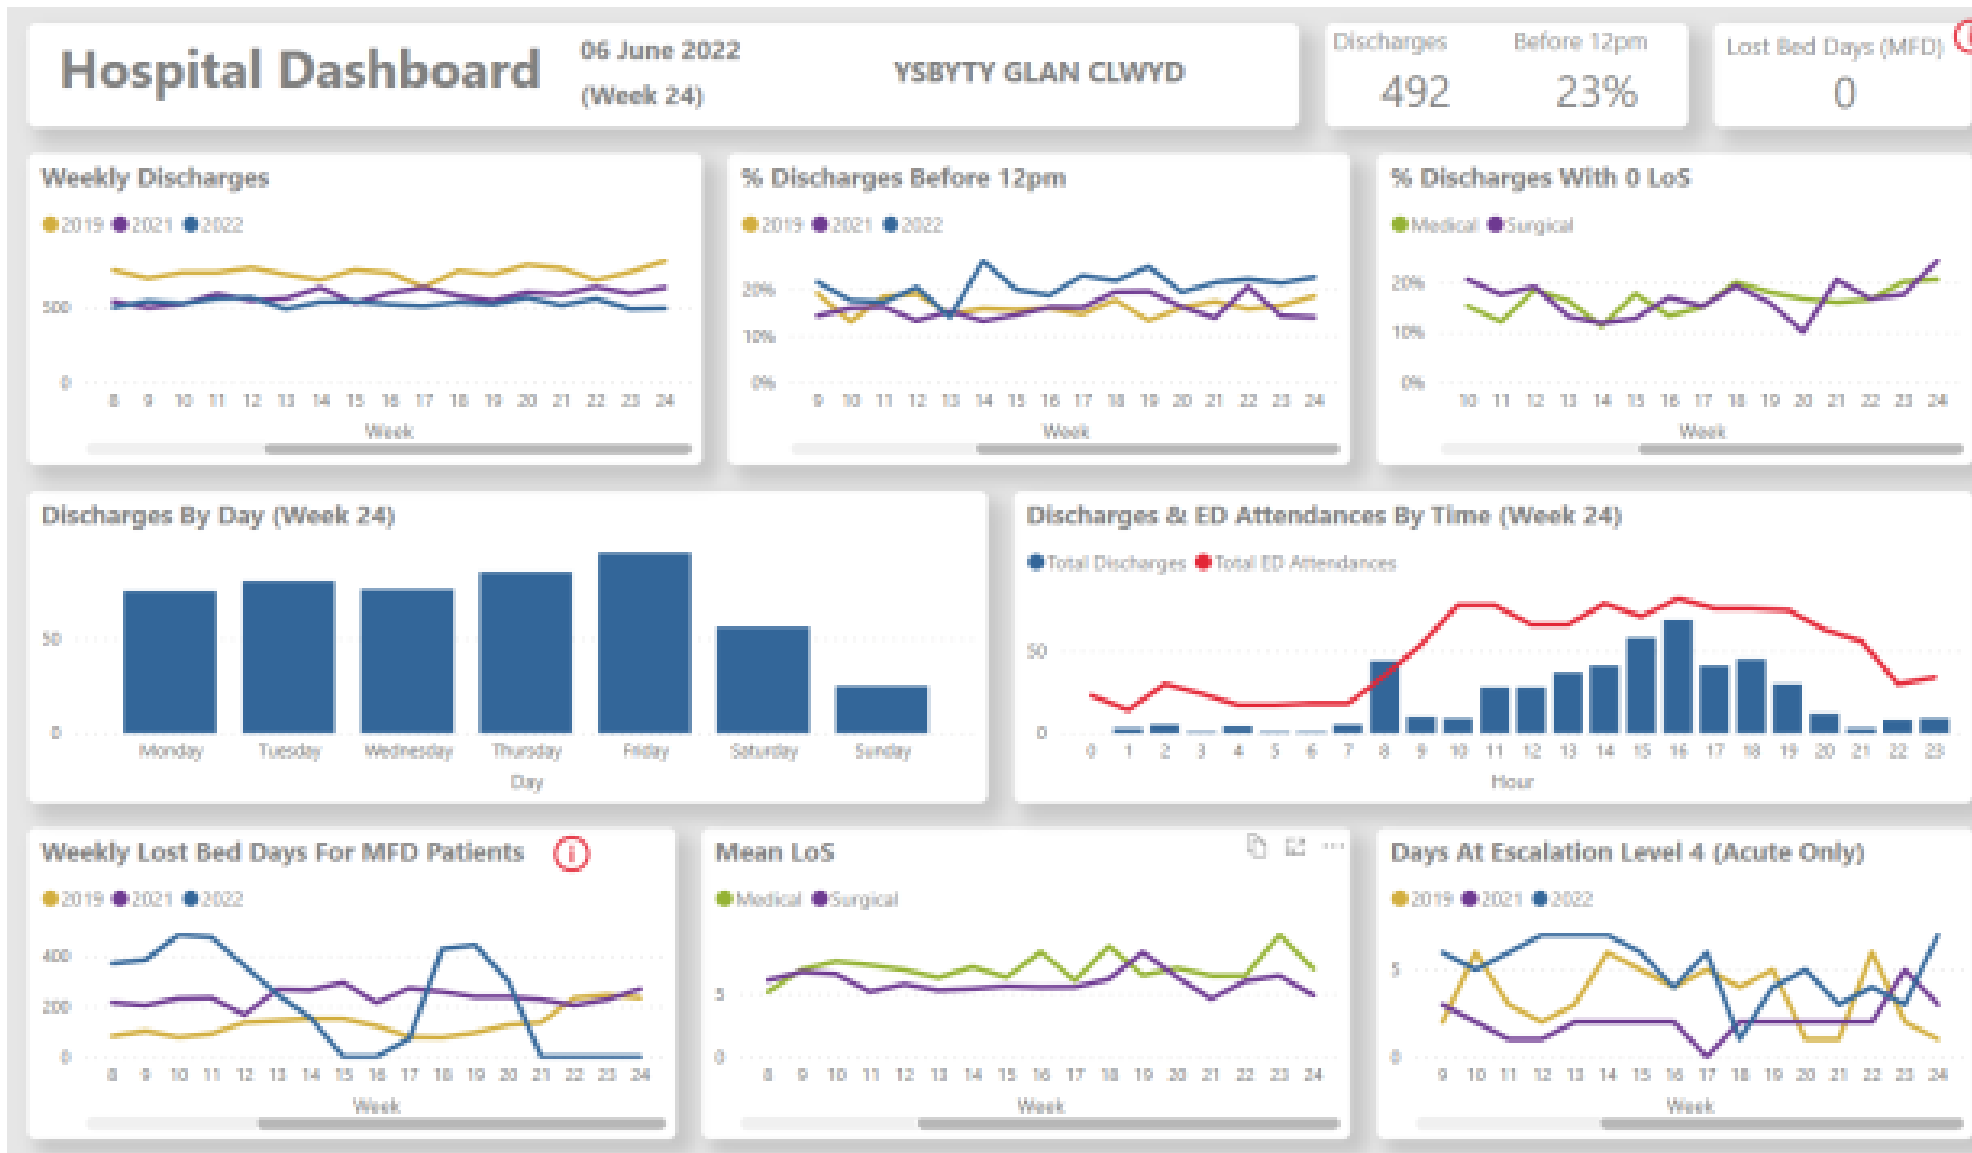 Hospital Dashboard
06 June 2022
(Week 24)
YSBYTY GLAN CLWYD
Discharges Before 12pm
492 23%
Lost Bed Days (MFD)
0
Weekly Discharges
2019 2021 2022
500
0
8 9 10 11 12 13 14 15 16 17 18 19 20 21 22 23 24
Week
% Discharges Before 12pm
2019 2021 2022
20%
10%
0%
9 10 11 12 13 14 15 16 17 18 19 20 21 22 23 24
Week
% Discharges With 0 LoS
Medical Surgical
20%
10%
0%
10 11 12 13 14 15 16 17 18 19 20 21 22 23 24
Week
Discharges By Day (Week 24)
50
0
Monday Tuesday Wednesday Thursday Friday Saturday Sunday
Day
Discharges & ED Attendances By Time (Week 24)
Total Discharges Total ED Attendances
50
0
0 1 2 3 4 5 6 7 8 9 10 11 12 13 14 15 16 17 18 19 20 21 22 23
Hour
Weekly Lost Bed Days For MFD Patients i
2019 2021 2022
400
200
0
8 9 10 11 12 13 14 15 16 17 18 19 20 21 22 23 24
Week
Mean LoS
Medical Surgical
5
0
8 9 10 11 12 13 14 15 16 17 18 19 20 21 22 23 24
Week
Days At Escalation Level 4 (Acute Only)
2019 2021 2022
5
0
9 10 11 12 13 14 15 16 17 18 19 20 21 22 23 24
Week